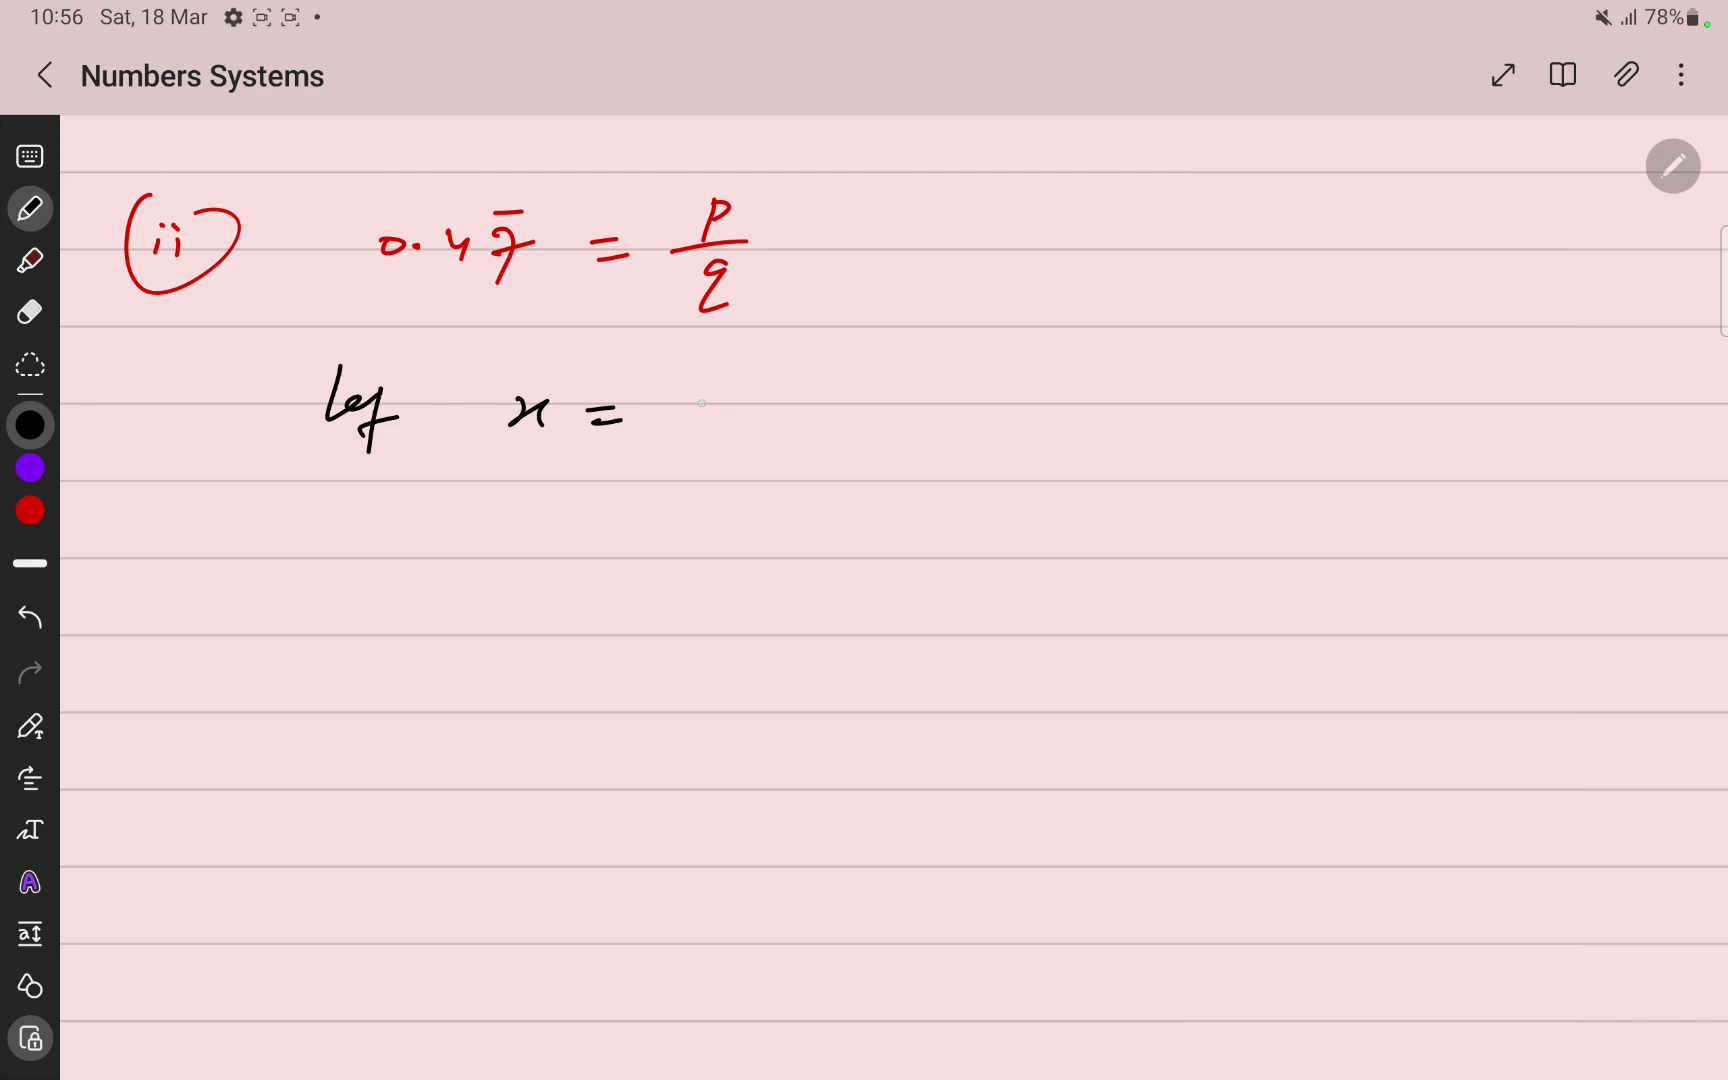 10:56 Sat, 18 Mar 78%
Numbers Systems
(ii) 0.47̅ = p/q
let x =